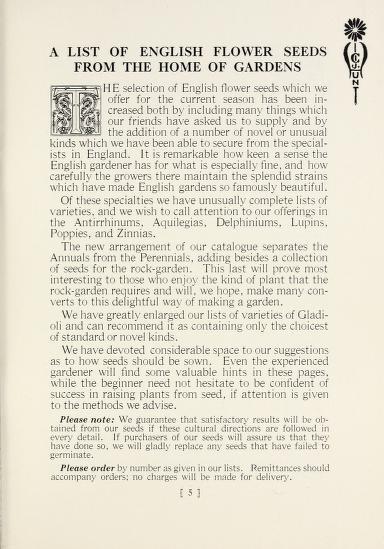 A LIST OF ENGLISH FLOWER SEEDS
FROM THE HOME OF GARDENS
THE selection of English flower seeds which we
offer for the current season has been in-
creased both by including many things which
our friends have asked us to supply and by
the addition of a number of novel or unusual
kinds which we have been able to secure from the special-
ists in England. It is remarkable how keen a sense the
English gardener has for what is especially fine, and how
carefully the growers there maintain the splendid strains
which have made English gardens so famously beautiful.
Of these specialties we have unusually complete lists of
varieties, and we wish to call attention to our offerings in
the Antirrhinums, Aquilegias, Delphiniums, Lupins,
Poppies, and Zinnias.
The new arrangement of our catalogue separates the
Annuals from the Perennials, adding besides a collection
of seeds for the rock-garden. This last will prove most
interesting to those who enjoy the kind of plant that the
rock-garden requires and will, we hope, make many con-
verts to this delightful way of making a garden.
We have greatly enlarged our lists of varieties of Gladi-
oli and can recommend it as containing only the choicest
of standard or novel kinds.
We have devoted considerable space to our suggestions
as to how seeds should be sown. Even the experienced
gardener will find some valuable hints in these pages,
while the beginner need not hesitate to be confident of
success in raising plants from seed, if attention is given
to the methods we advise.
Please note: We guarantee that satisfactory results will be ob-
tained from our seeds if these cultural directions are followed in
every detail. If purchasers of our seeds will assure us that they
have done so, we will gladly replace any seeds that have failed to
germinate.
Please order by number as given in our lists. Remittances should
accompany orders; no charges will be made for delivery.
[ 5 ]